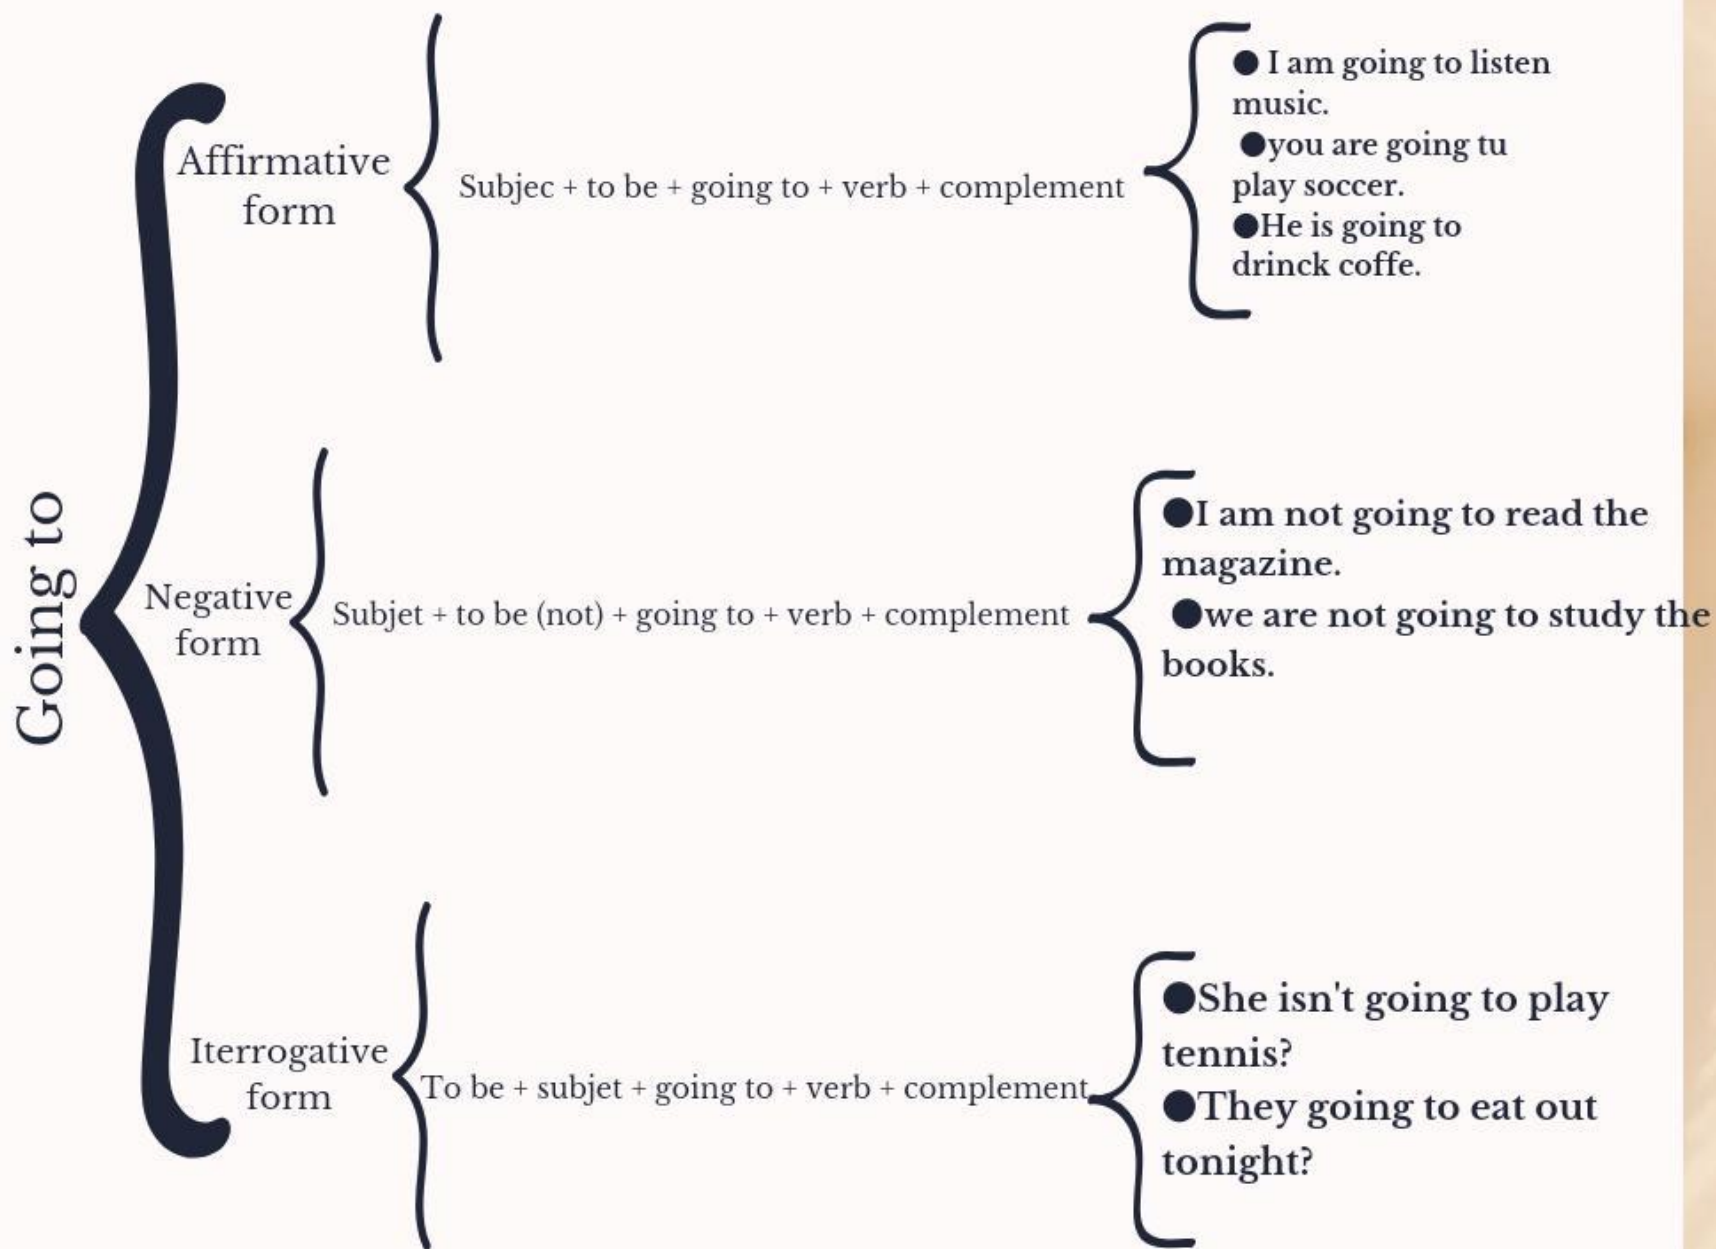 Going to
Affirmative
form
Subjec + to be + going to + verb + complement
● I am going to listen
music.
●you are going tu
play soccer.
●He is going to
drinck coffe.
Negative
form
Subjet + to be (not) + going to + verb + complement
●I am not going to read the
magazine.
●we are not going to study the
books.
Iterrogative
form
To be + subjet + going to + verb + complement
●She isn't going to play
tennis?
●They going to eat out
tonight?